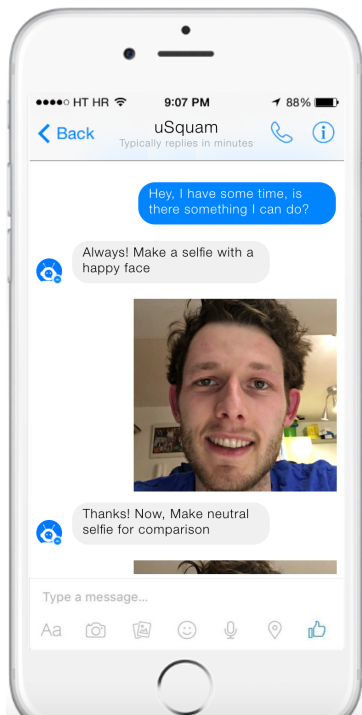 HT HR 9:07 PM 88%
Back uSquam
Typically replies in minutes
Hey, I have some time, is
there something I can do?
Always! Make a selfie with a
happy face
Thanks! Now, Make neutral
selfie for comparison
Type a message...
Aa